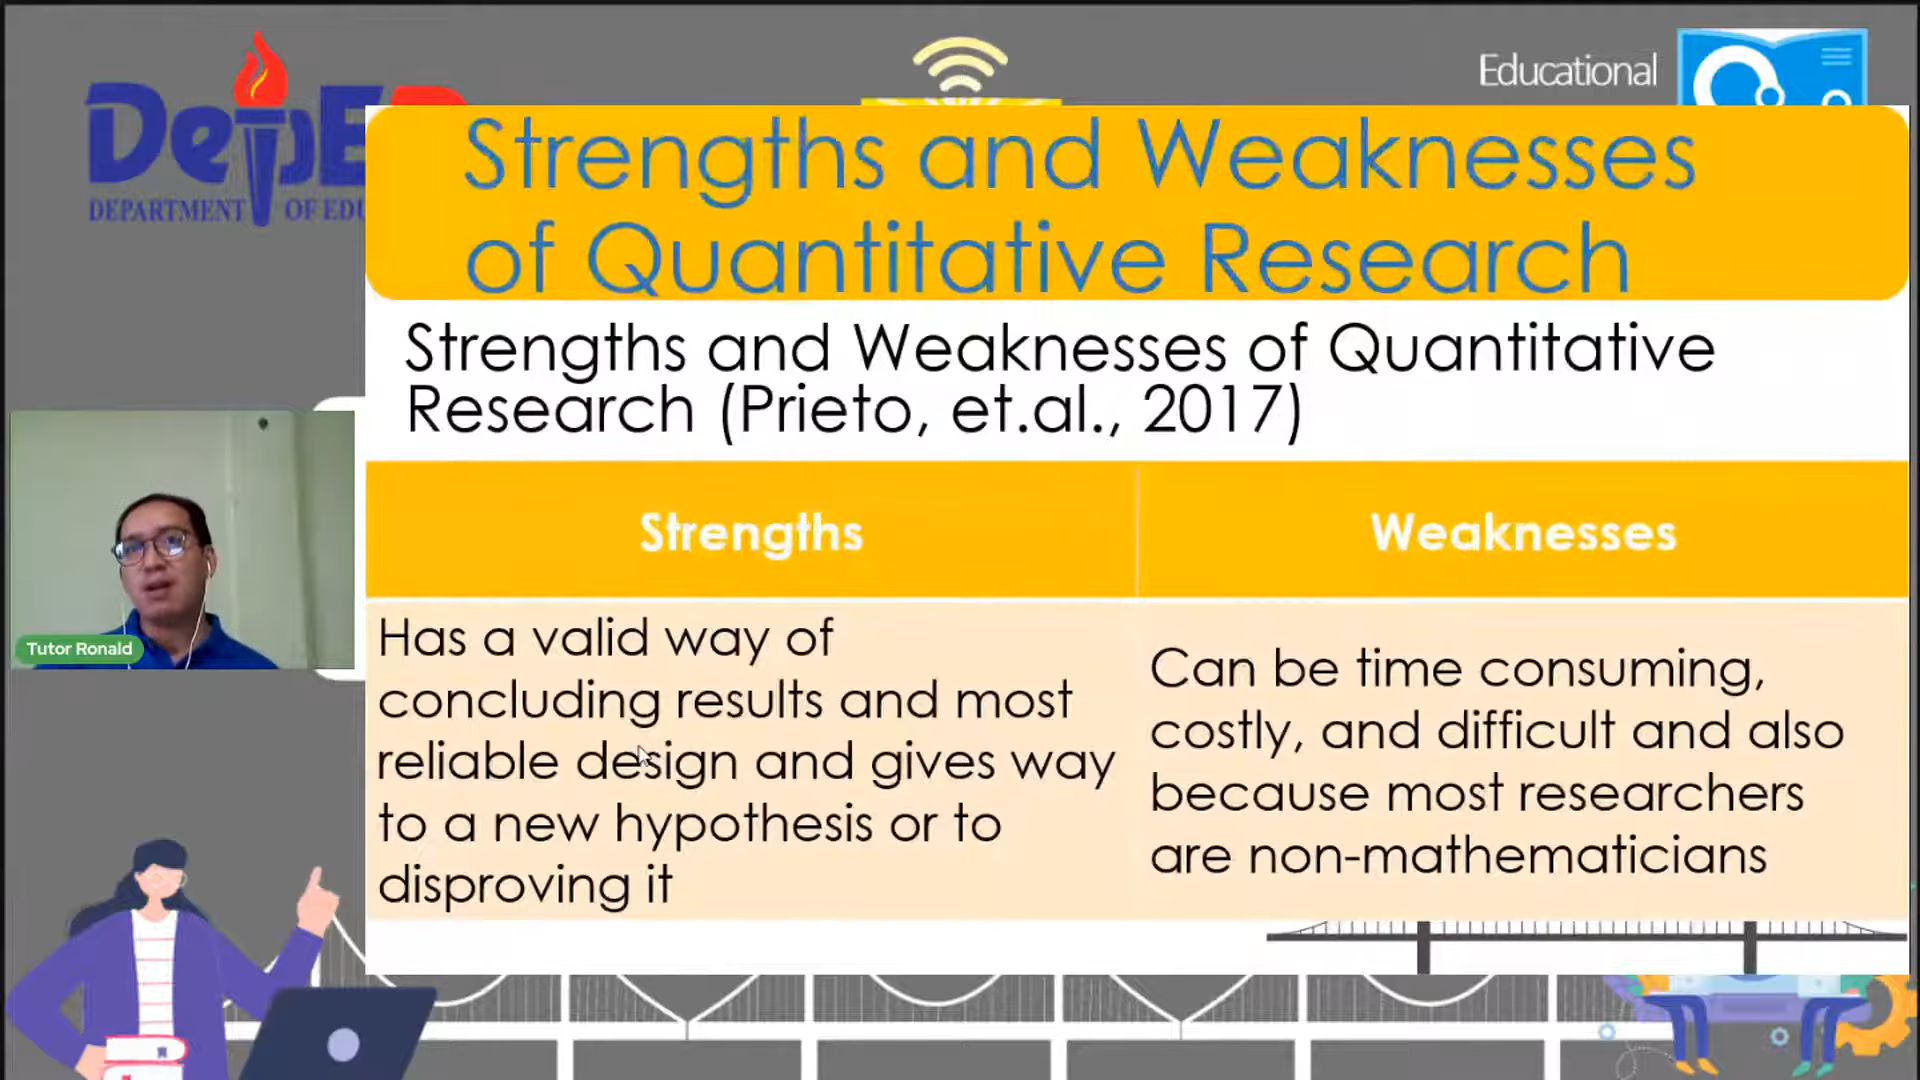 DepE
DEPARTMENT OF EDU
Educational
Strengths and Weaknesses
of Quantitative Research
Strengths and Weaknesses of Quantitative
Research (Prieto, et.al., 2017)
Strengths
Weaknesses
Has a valid way of
concluding results and most
reliable design and gives way
to a new hypothesis or to
disproving it
Can be time consuming,
costly, and difficult and also
because most researchers
are non-mathematicians
Tutor Ronald